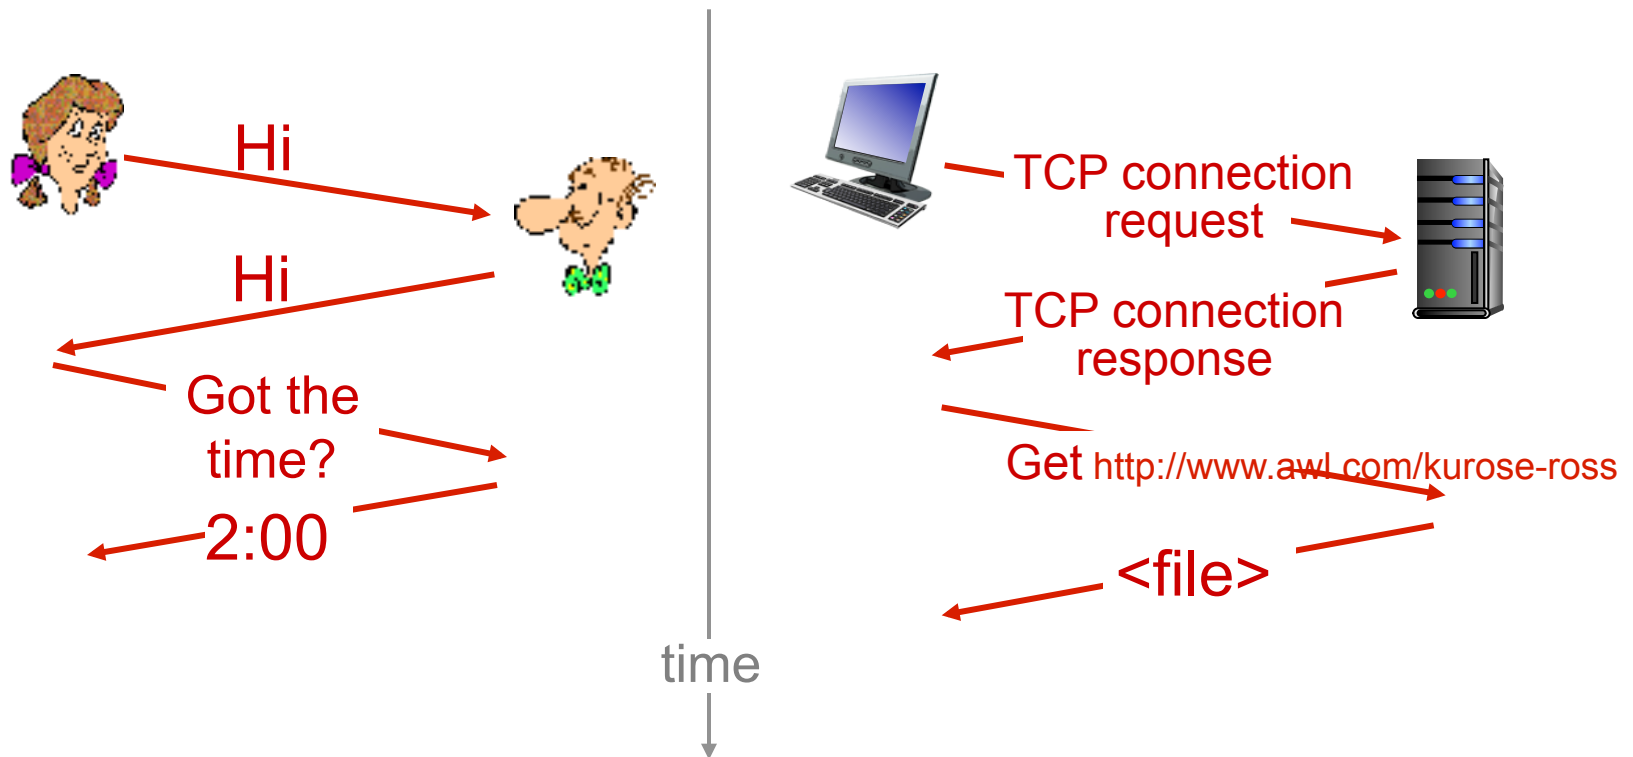 Hi
Hi
Got the
time?
2:00
time
TCP connection
request
TCP connection
response
Get http://www.awl.com/kurose-ross
<file>